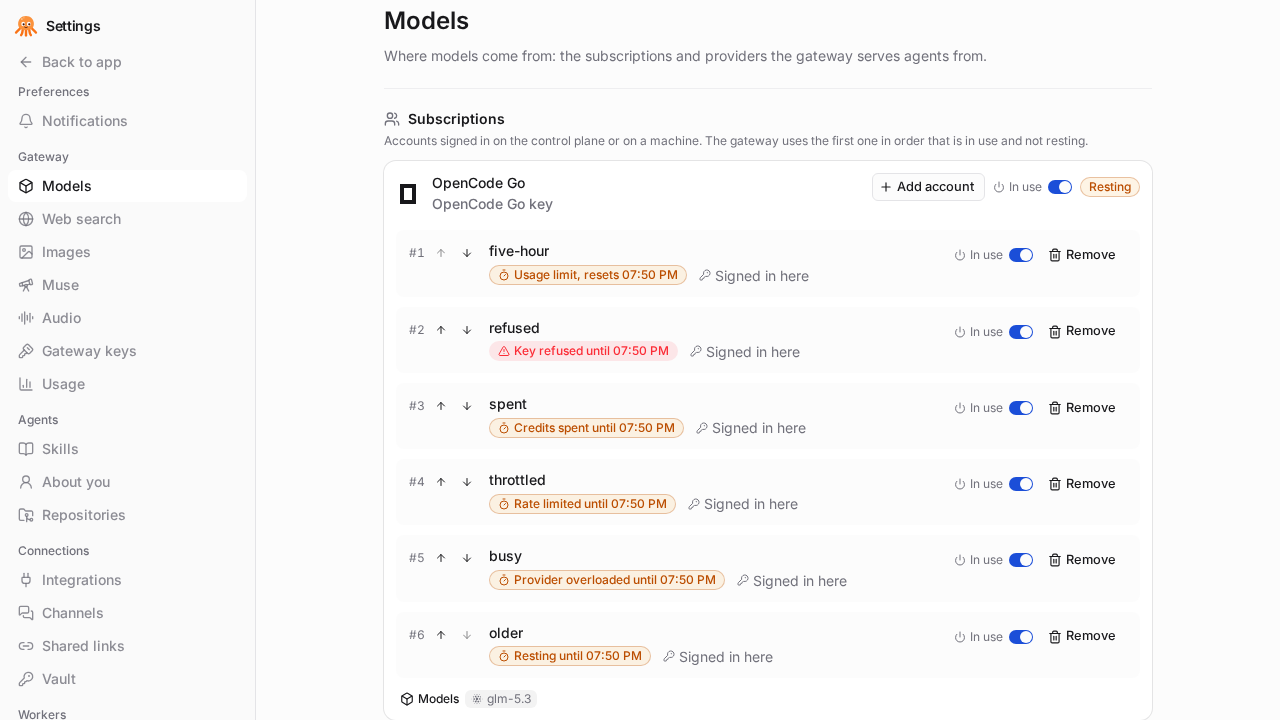 Settings
Back to app
Preferences
Notifications
Gateway
Models
Web search
Images
Muse
Audio
Gateway keys
Usage
Agents
Skills
About you
Repositories
Connections
Integrations
Channels
Shared links
Vault
Workers
Models
Where models come from: the subscriptions and providers the gateway serves agents from.
Subscriptions
Accounts signed in on the control plane or on a machine. The gateway uses the first one in order that is in use and not resting.
OpenCode Go
OpenCode Go key
Add account
In use
Resting
#1 five-hour In use Remove
Usage limit, resets 07:50 PM Signed in here
#2 refused In use Remove
Key refused until 07:50 PM Signed in here
#3 spent In use Remove
Credits spent until 07:50 PM Signed in here
#4 throttled In use Remove
Rate limited until 07:50 PM Signed in here
#5 busy In use Remove
Provider overloaded until 07:50 PM Signed in here
#6 older In use Remove
Resting until 07:50 PM Signed in here
Models glm-5.3